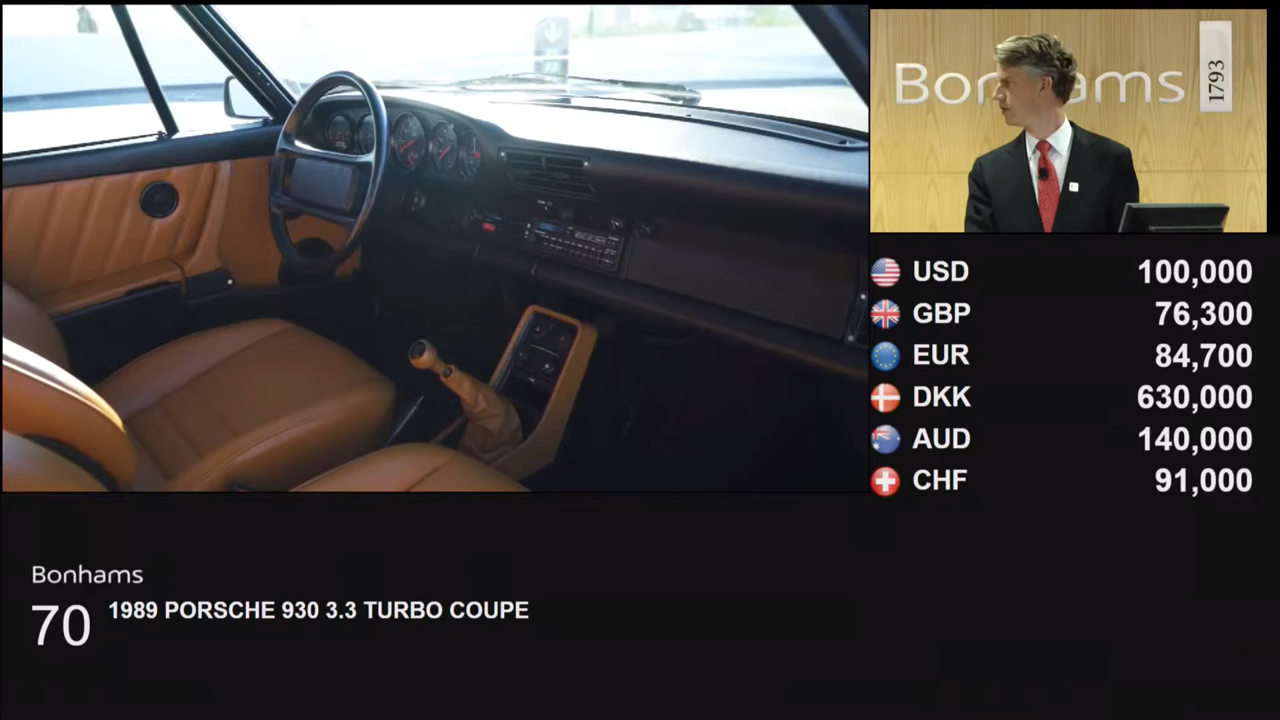 Bonhams
1793
USD 100,000
GBP 76,300
EUR 84,700
DKK 630,000
AUD 140,000
CHF 91,000
Bonhams
70 1989 PORSCHE 930 3.3 TURBO COUPE